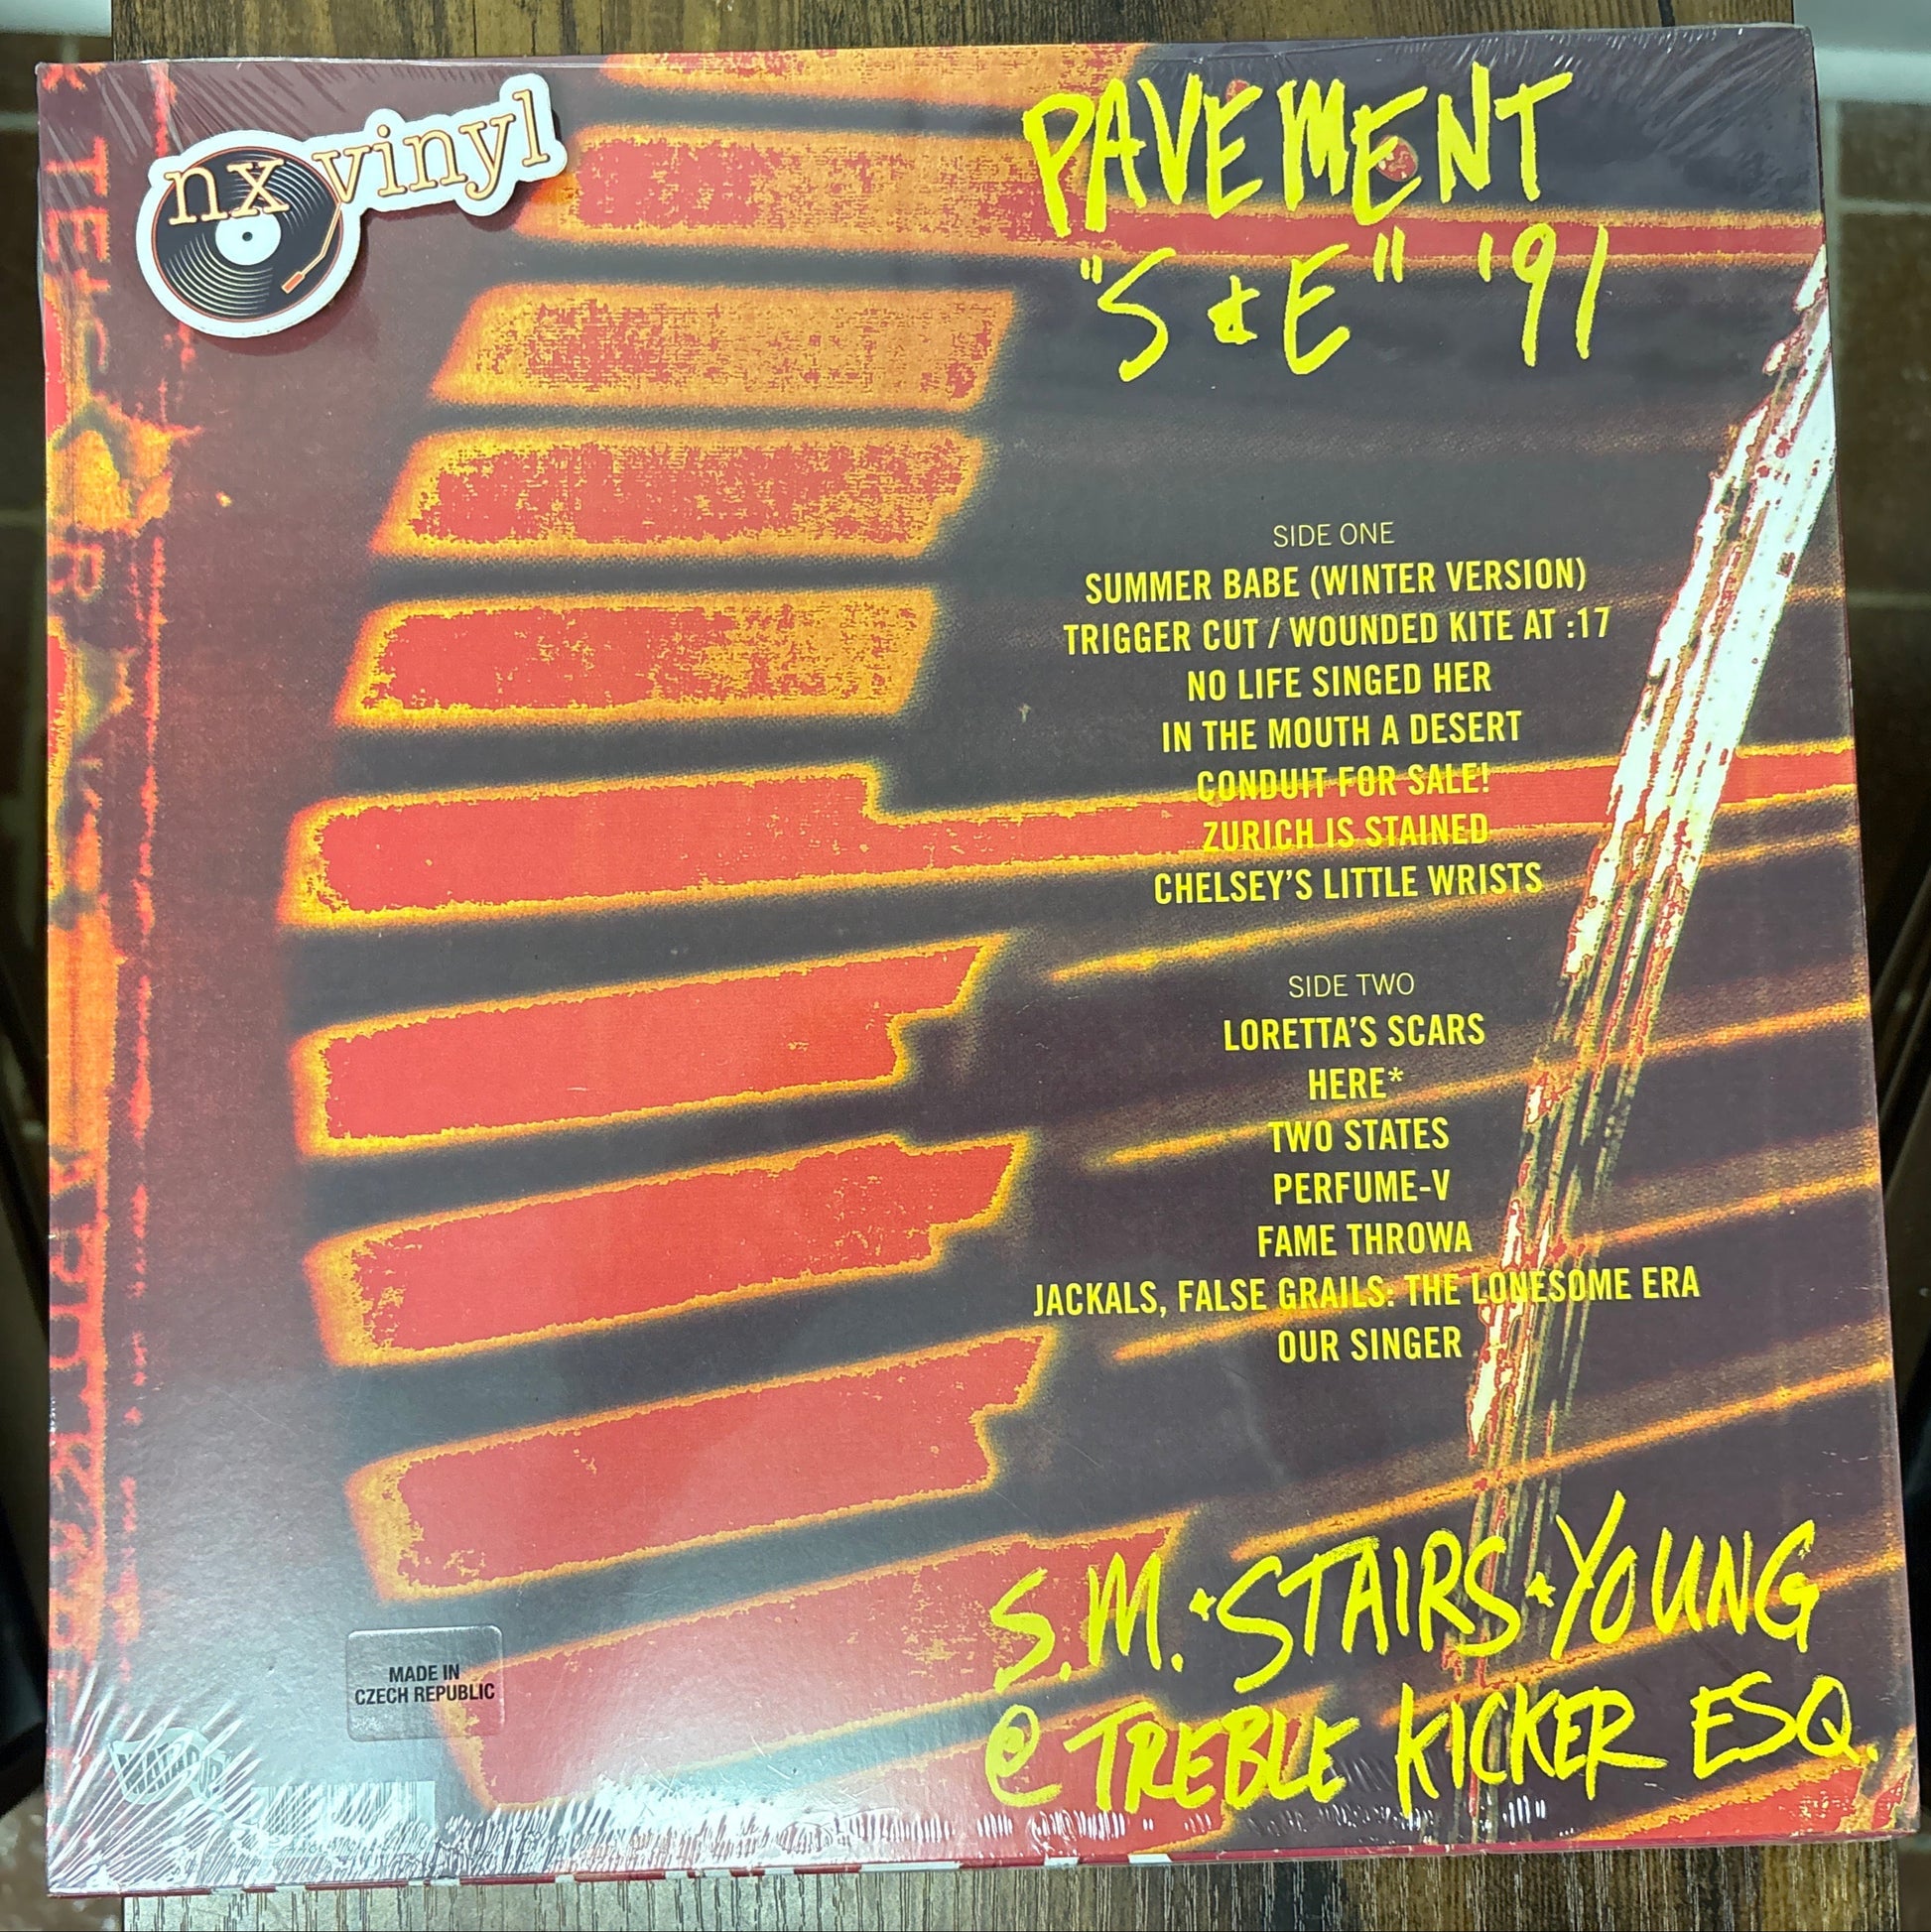 nx vinyl
PAVEMENT
"S & E" '91
SIDE ONE
SUMMER BABE (WINTER VERSION)
TRIGGER CUT / WOUNDED KITE AT :17
NO LIFE SINGED HER
IN THE MOUTH A DESERT
CONDUIT FOR SALE!
ZURICH IS STAINED
CHELSEY'S LITTLE WRISTS
SIDE TWO
LORETTA'S SCARS
HERE*
TWO STATES
PERFUME-V
FAME THROWA
JACKALS, FALSE GRAILS: THE LONESOME ERA
OUR SINGER
S.M. + STAIRS + YOUNG
@ TREBLE KICKER ESQ.
MADE IN
CZECH REPUBLIC